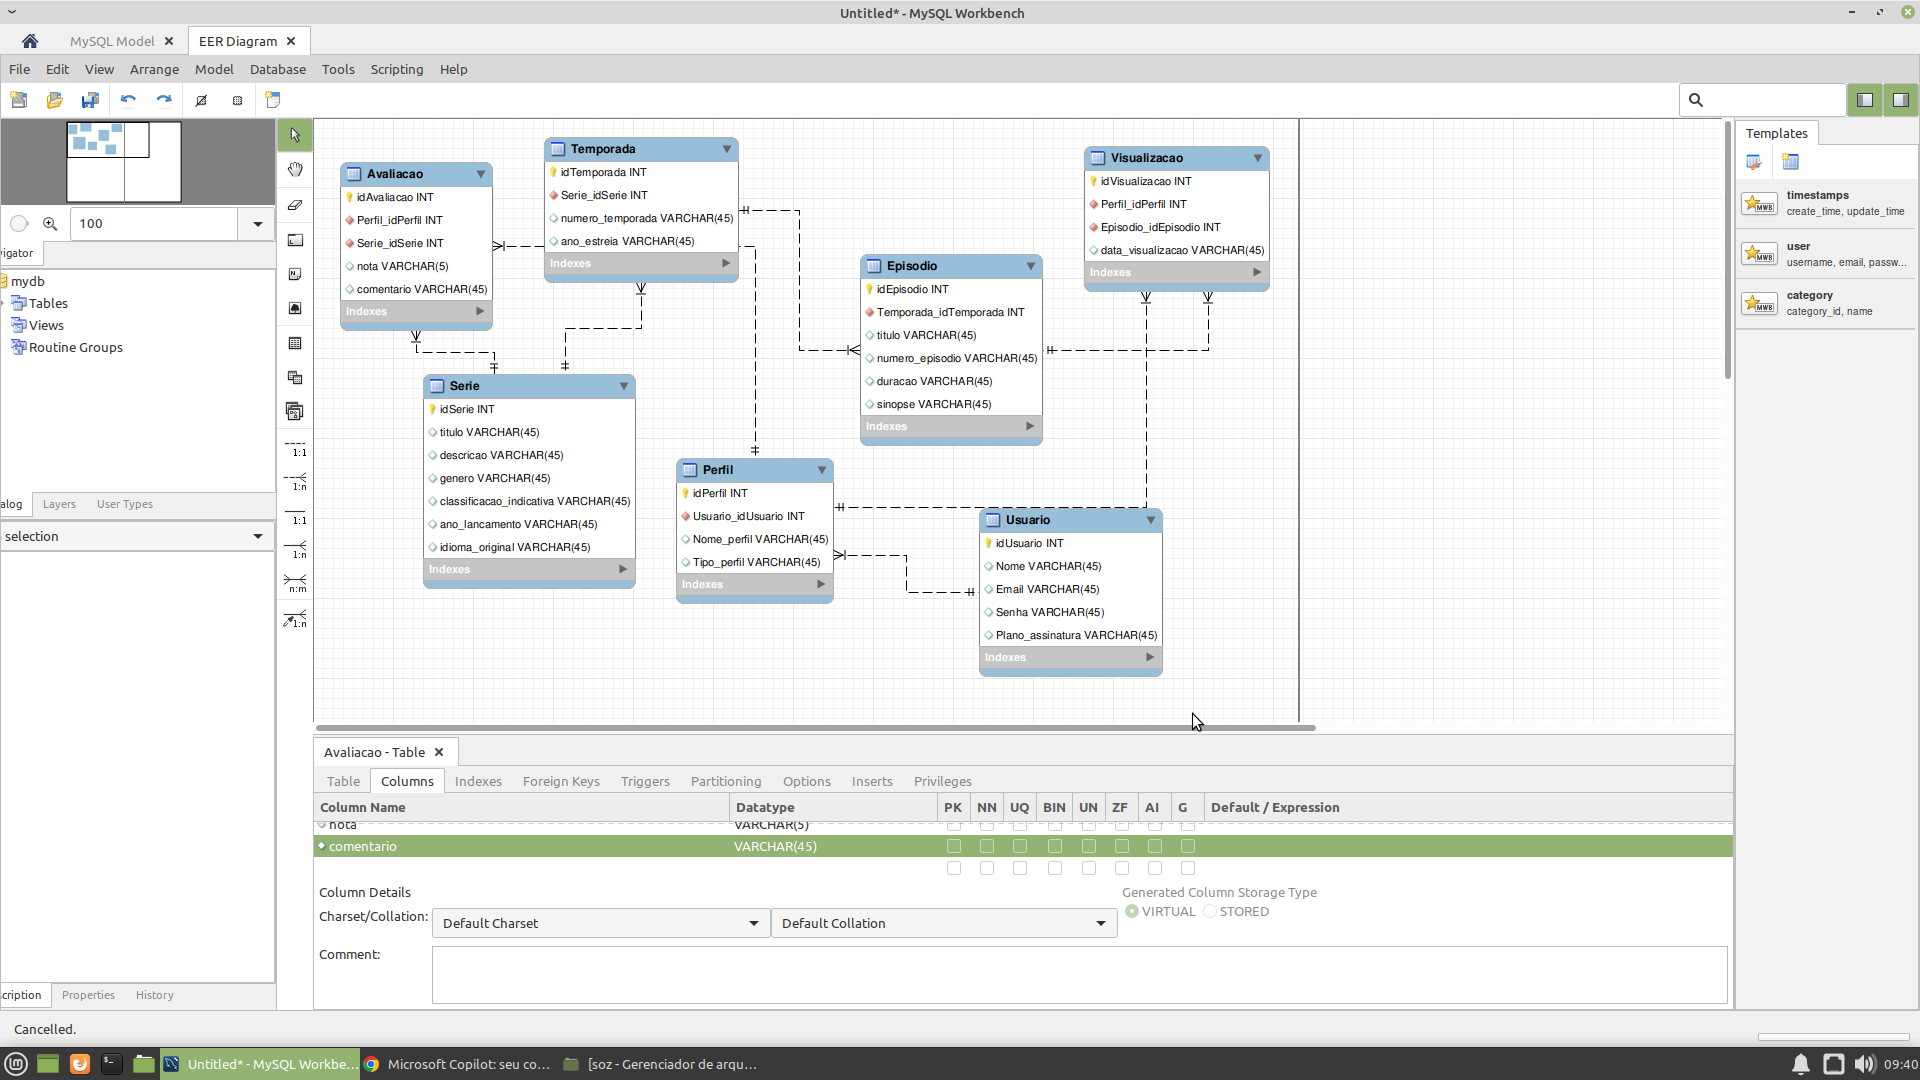 Untitled* - MySQL Workbench
MySQL Model
EER Diagram
File Edit View Arrange Model Database Tools Scripting Help
100
vigator
mydb
Tables
Views
Routine Groups
alog Layers User Types
selection
cription Properties History
1:1
1:n
1:1
1:n
n:m
1:n
Avaliacao
idAvaliacao INT
Perfil_idPerfil INT
Serie_idSerie INT
nota VARCHAR(5)
comentario VARCHAR(45)
Indexes
Temporada
idTemporada INT
Serie_idSerie INT
numero_temporada VARCHAR(45)
ano_estreia VARCHAR(45)
Indexes
Visualizacao
idVisualizacao INT
Perfil_idPerfil INT
Episodio_idEpisodio INT
data_visualizacao VARCHAR(45)
Indexes
Episodio
idEpisodio INT
Temporada_idTemporada INT
titulo VARCHAR(45)
numero_episodio VARCHAR(45)
duracao VARCHAR(45)
sinopse VARCHAR(45)
Indexes
Serie
idSerie INT
titulo VARCHAR(45)
descricao VARCHAR(45)
genero VARCHAR(45)
classificacao_indicativa VARCHAR(45)
ano_lancamento VARCHAR(45)
idioma_original VARCHAR(45)
Indexes
Perfil
idPerfil INT
Usuario_idUsuario INT
Nome_perfil VARCHAR(45)
Tipo_perfil VARCHAR(45)
Indexes
Usuario
idUsuario INT
Nome VARCHAR(45)
Email VARCHAR(45)
Senha VARCHAR(45)
Plano_assinatura VARCHAR(45)
Indexes
Templates
MWB
timestamps
create_time, update_time
MWB
user
username, email, passw...
MWB
category
category_id, name
Avaliacao - Table
Table Columns Indexes Foreign Keys Triggers Partitioning Options Inserts Privileges
Column Name Datatype PK NN UQ BIN UN ZF AI G Default / Expression
nota VARCHAR(5)
comentario VARCHAR(45)
Column Details
Generated Column Storage Type
Charset/Collation: Default Charset Default Collation
VIRTUAL STORED
Comment:
Cancelled.
Untitled* - MySQL Workbe...
Microsoft Copilot: seu co...
[soz - Gerenciador de arqu...
09:40